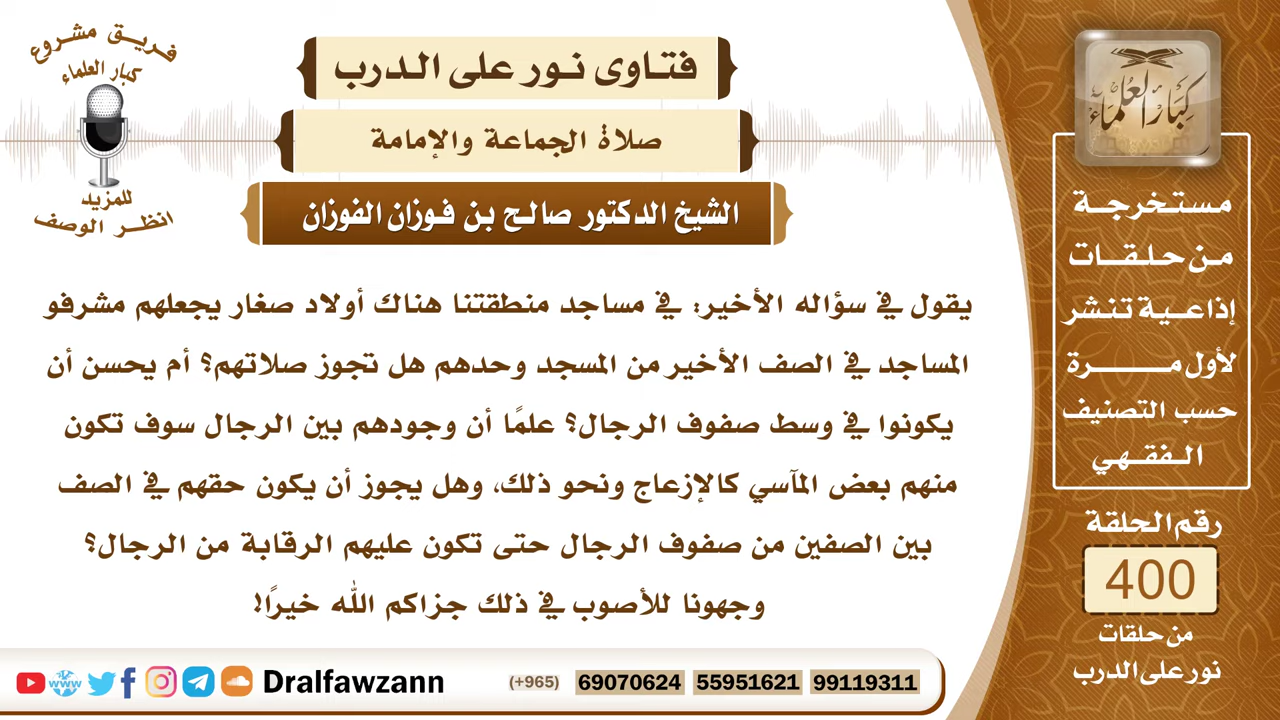 فريق مشروع
كبار العلماء
للمزيد
انظر الوصف
فتاوى نور على الدرب
صلاة الجماعة والإمامة
الشيخ الدكتور صالح بن فوزان الفوزان
يقول في سؤاله الأخير: في مساجد منطقتنا هناك أولاد صغار يجعلهم مشرفو
المساجد في الصف الأخير من المسجد وحدهم هل تجوز صلاتهم؟ أم يحسن أن
يكونوا في وسط صفوف الرجال؟ علمًا أن وجودهم بين الرجال سوف تكون
منهم بعض المآسي كالإزعاج ونحو ذلك، وهل يجوز أن يكون حقهم في الصف
بين الصفين من صفوف الرجال حتى تكون عليهم الرقابة من الرجال؟
وجهونا للأصوب في ذلك جزاكم الله خيرًا!
كبار العلماء
مستخرجة
من حلقات
إذاعية تنشر
لأول مرة
حسب التصنيف
الفقهي
رقم الحلقة
400
من حلقات
نور على الدرب
www Dralfawzann (+965) 69070624 55951621 99119311